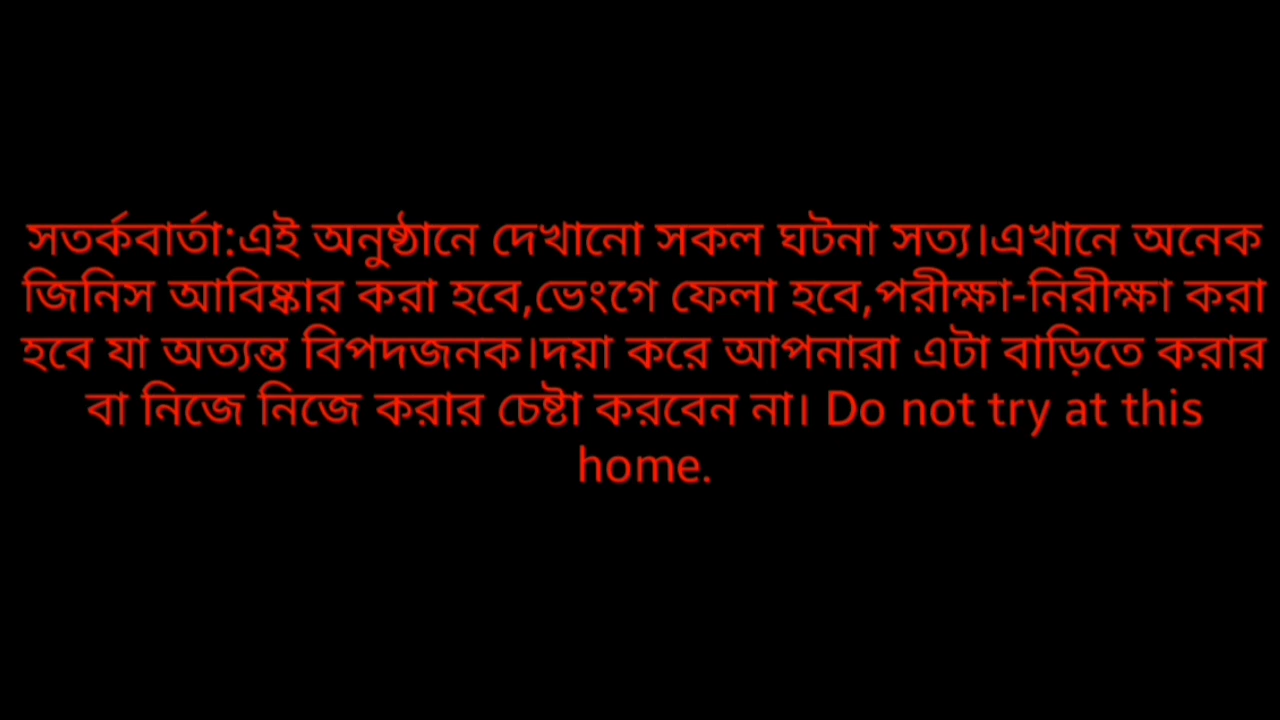 সতর্কবার্তা:এই অনুষ্ঠানে দেখানো সকল ঘটনা সত্য।এখানে অনেক
জিনিস আবিষ্কার করা হবে,ভেংগে ফেলা হবে,পরীক্ষা-নিরীক্ষা করা
হবে যা অত্যন্ত বিপদজনক।দয়া করে আপনারা এটা বাড়িতে করার
বা নিজে নিজে করার চেষ্টা করবেন না। Do not try at this
home.